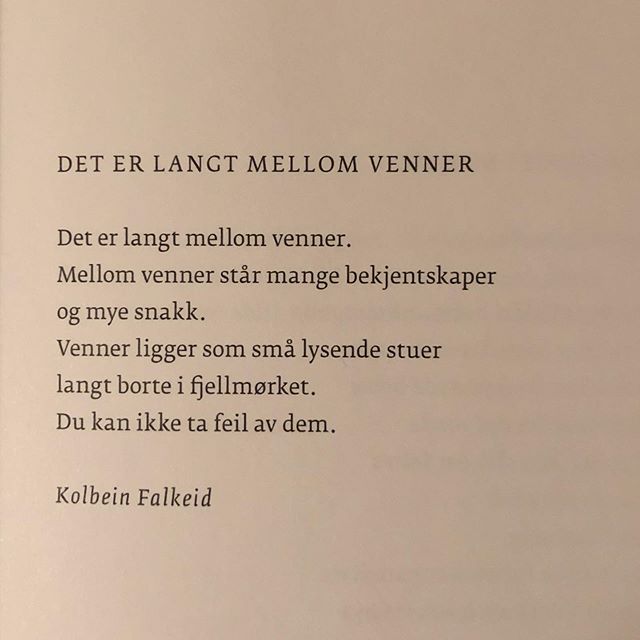 DET ER LANGT MELLOM VENNER
Det er langt mellom venner.
Mellom venner står mange bekjentskaper
og mye snakk.
Venner ligger som små lysende stuer
langt borte i fjellmørket.
Du kan ikke ta feil av dem.
Kolbein Falkeid